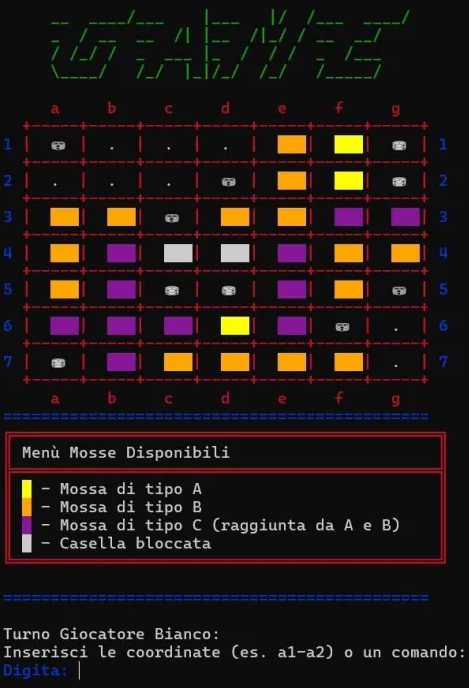 a b c d e f g
1 . . . 1
2 . . . 2
3 3
4 4
5 5
6 . 6
7 . 7
a b c d e f g
Menù Mosse Disponibili
- Mossa di tipo A
- Mossa di tipo B
- Mossa di tipo C (raggiunta da A e B)
- Casella bloccata
Turno Giocatore Bianco:
Inserisci le coordinate (es. a1-a2) o un comando:
Digita: